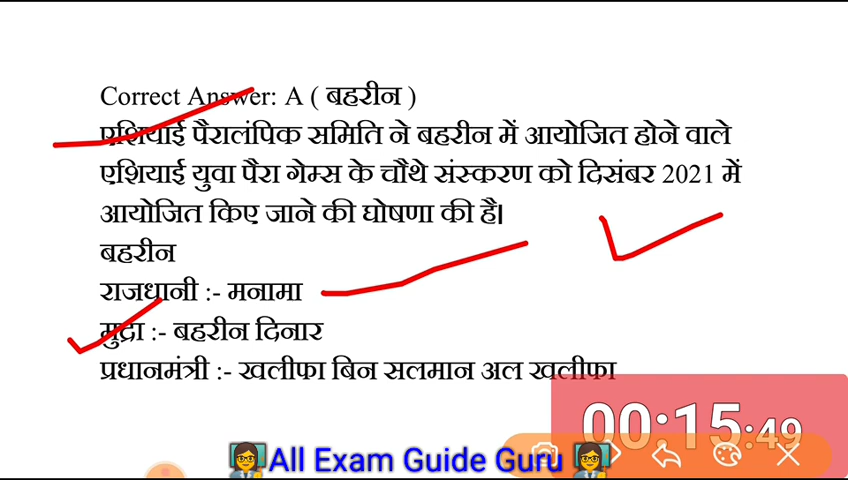 Correct Answer: A ( बहरीन )
एशियाई पैरालंपिक समिति ने बहरीन में आयोजित होने वाले
एशियाई युवा पैरा गेम्स के चौथे संस्करण को दिसंबर 2021 में
आयोजित किए जाने की घोषणा की है।
बहरीन
राजधानी :- मनामा
मुद्रा :- बहरीन दिनार
प्रधानमंत्री :- खलीफा बिन सलमान अल खलीफा
00:15:49
All Exam Guide Guru